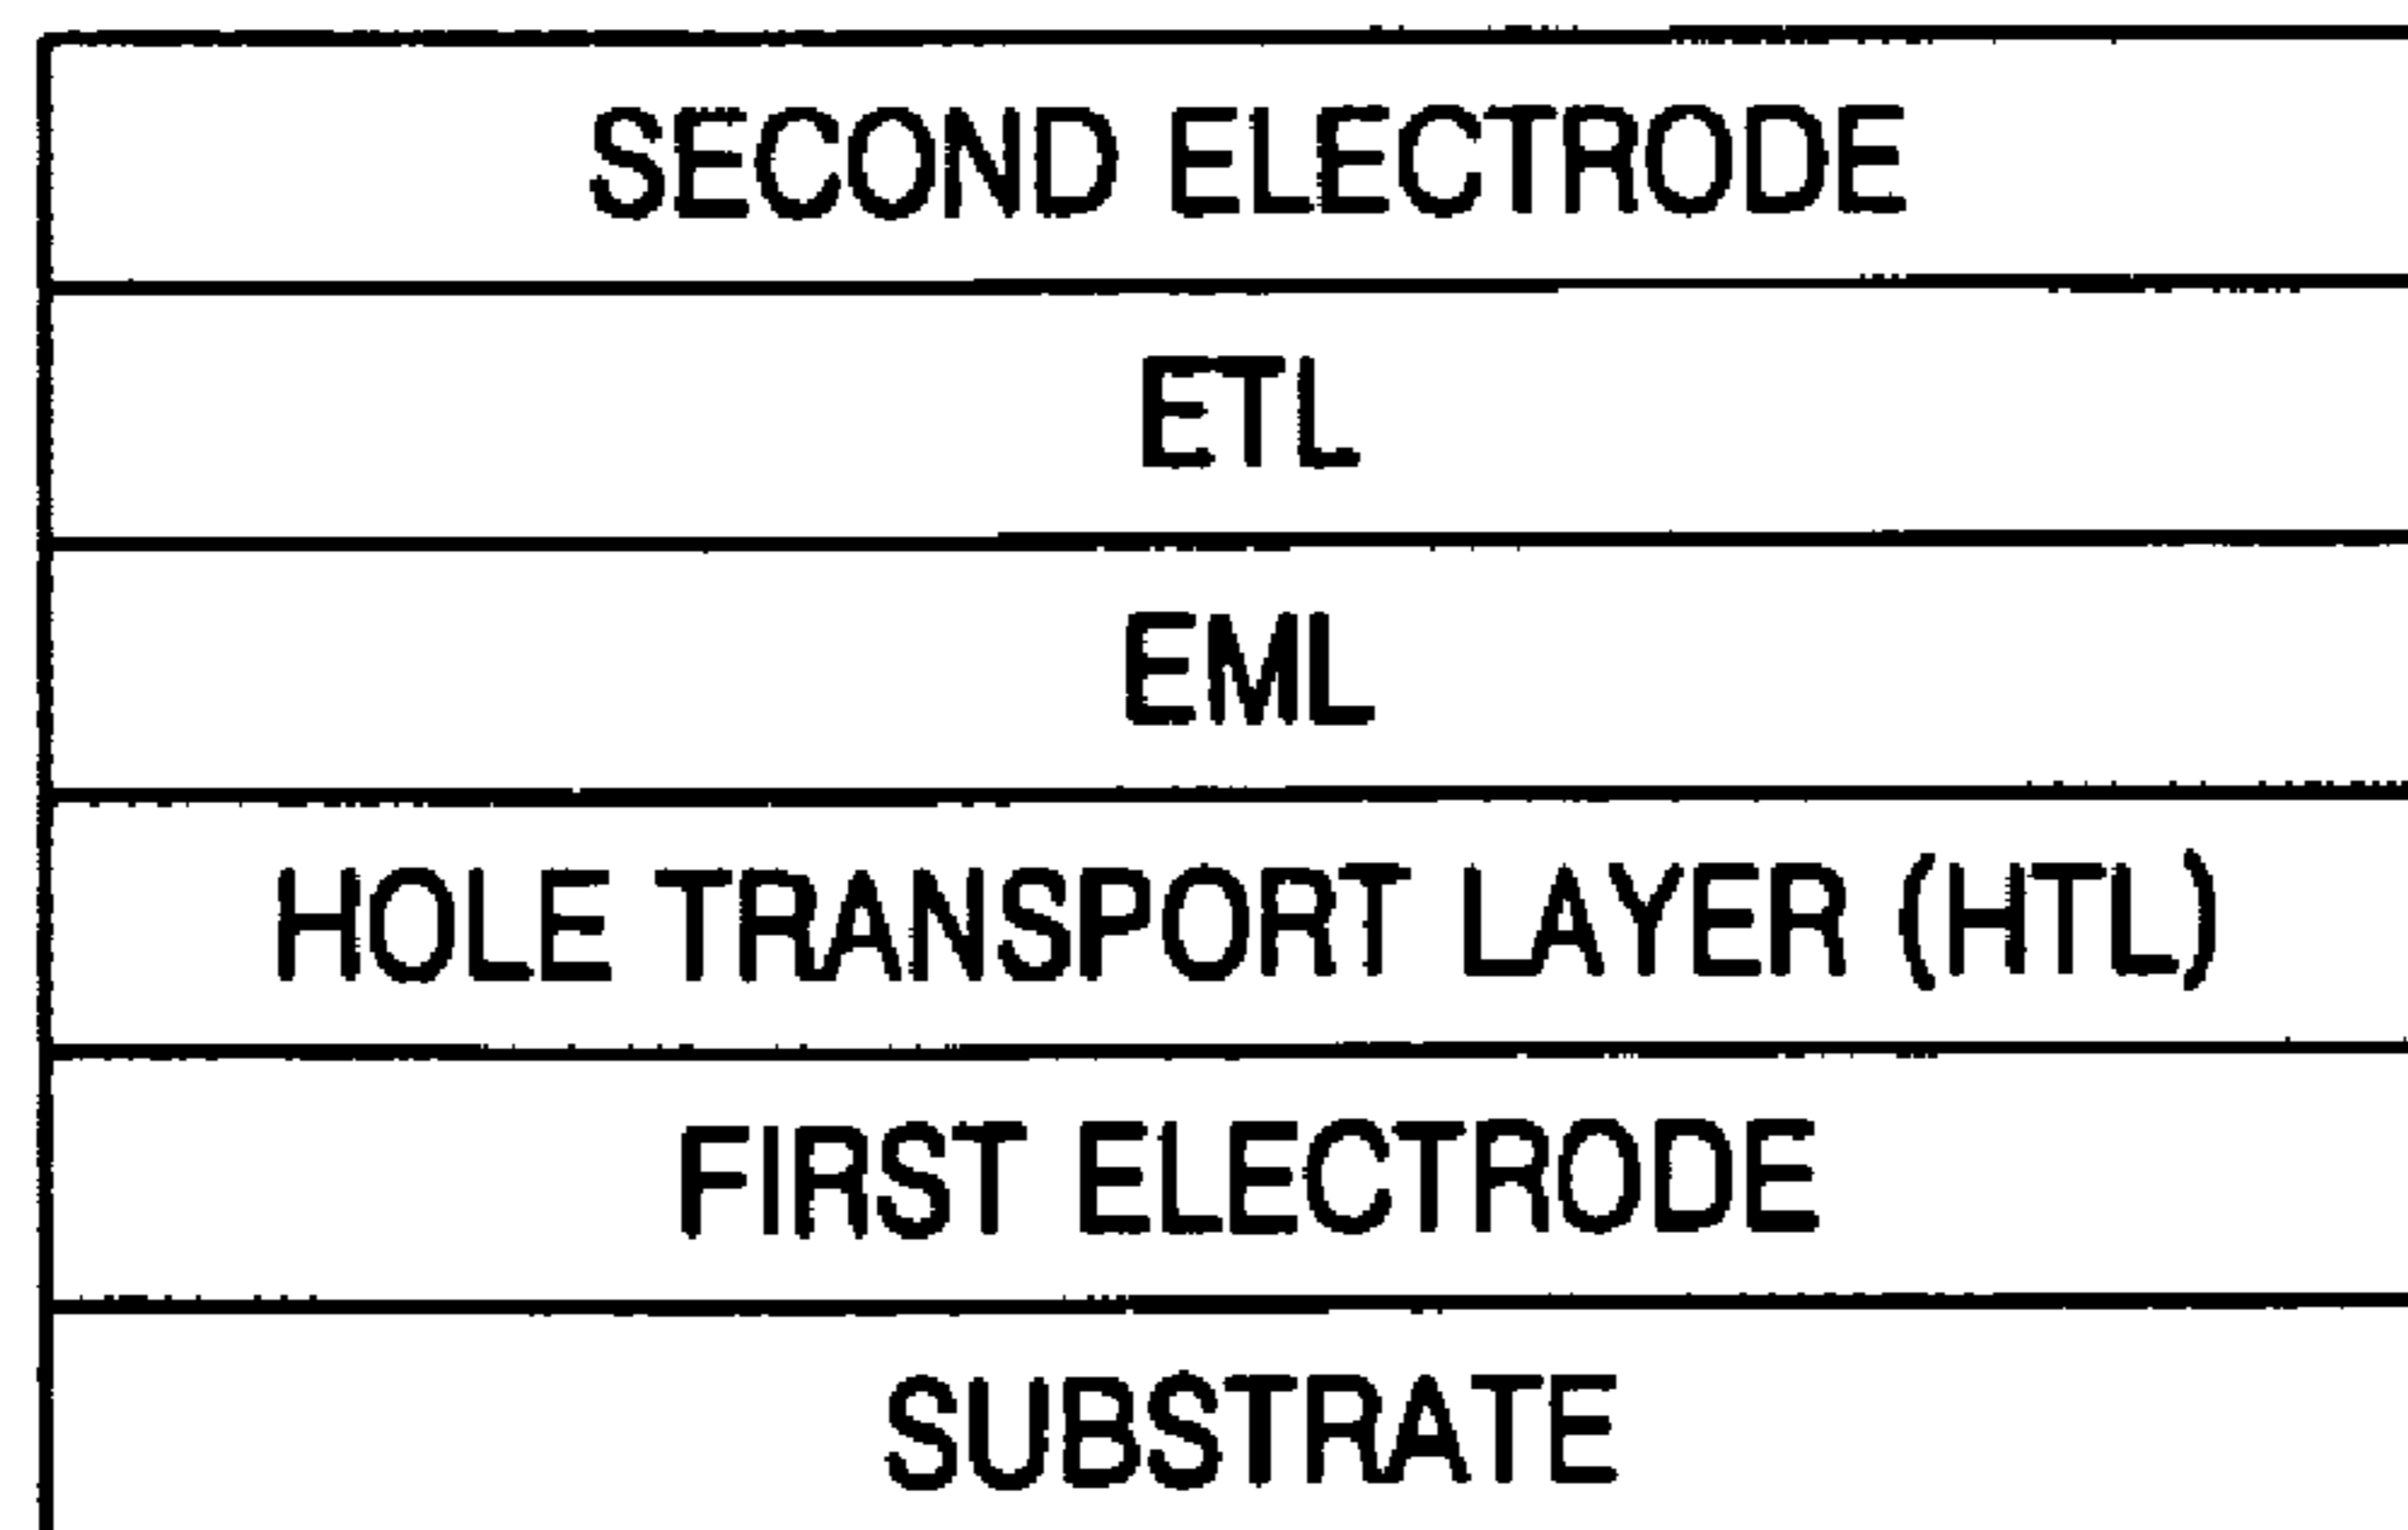 SECOND ELECTRODE
ETL
EML
HOLE TRANSPORT LAYER (HTL)
FIRST ELECTRODE
SUBSTRATE